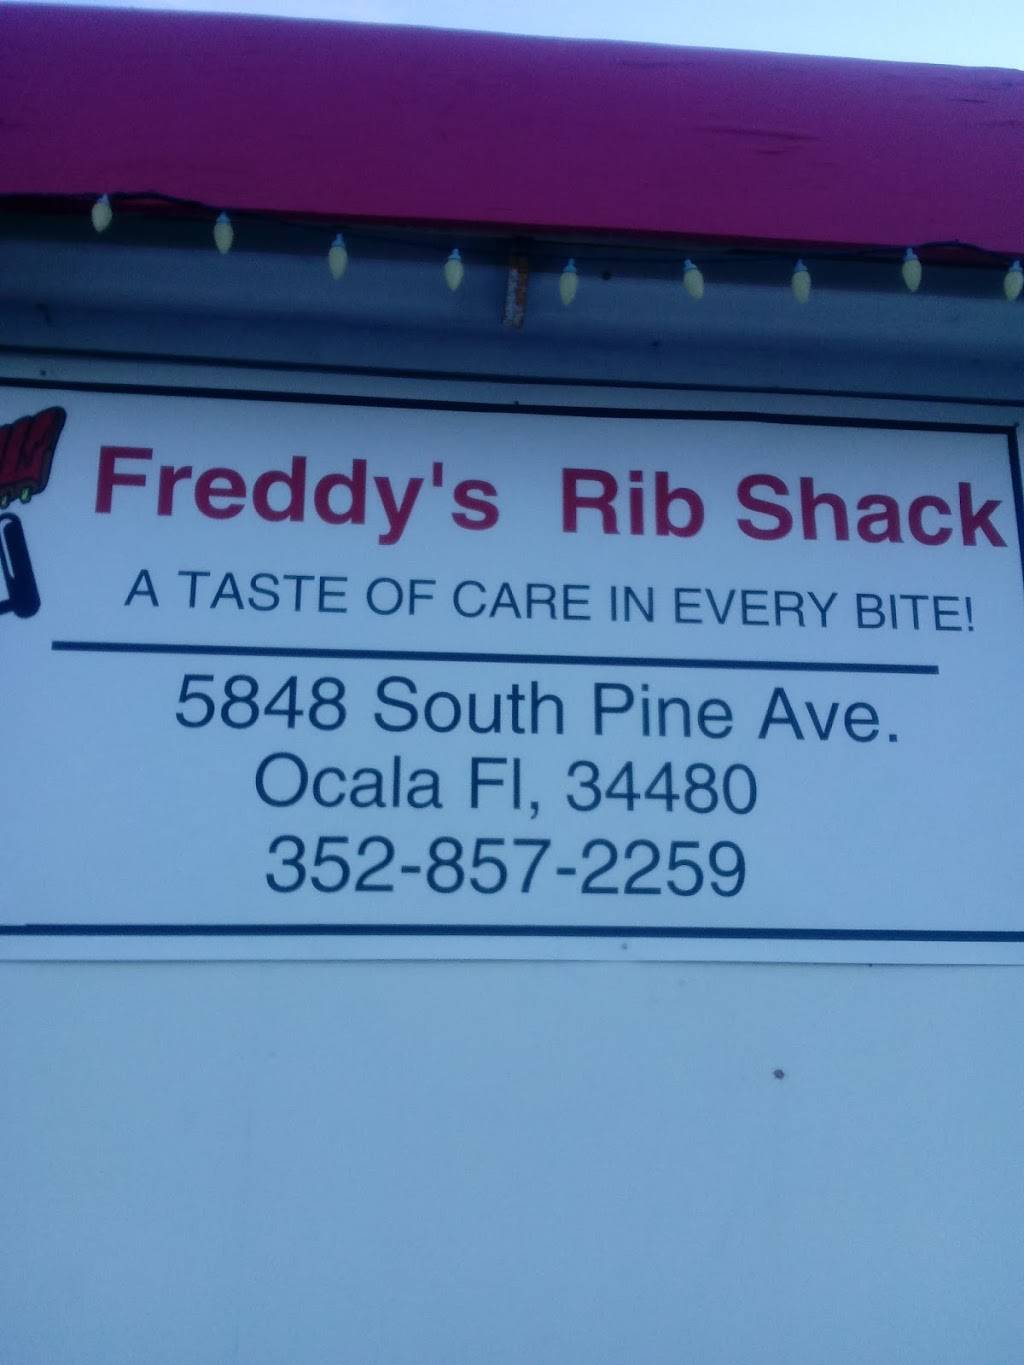 Freddy's Rib Shack
A TASTE OF CARE IN EVERY BITE!
5848 South Pine Ave.
Ocala Fl, 34480
352-857-2259